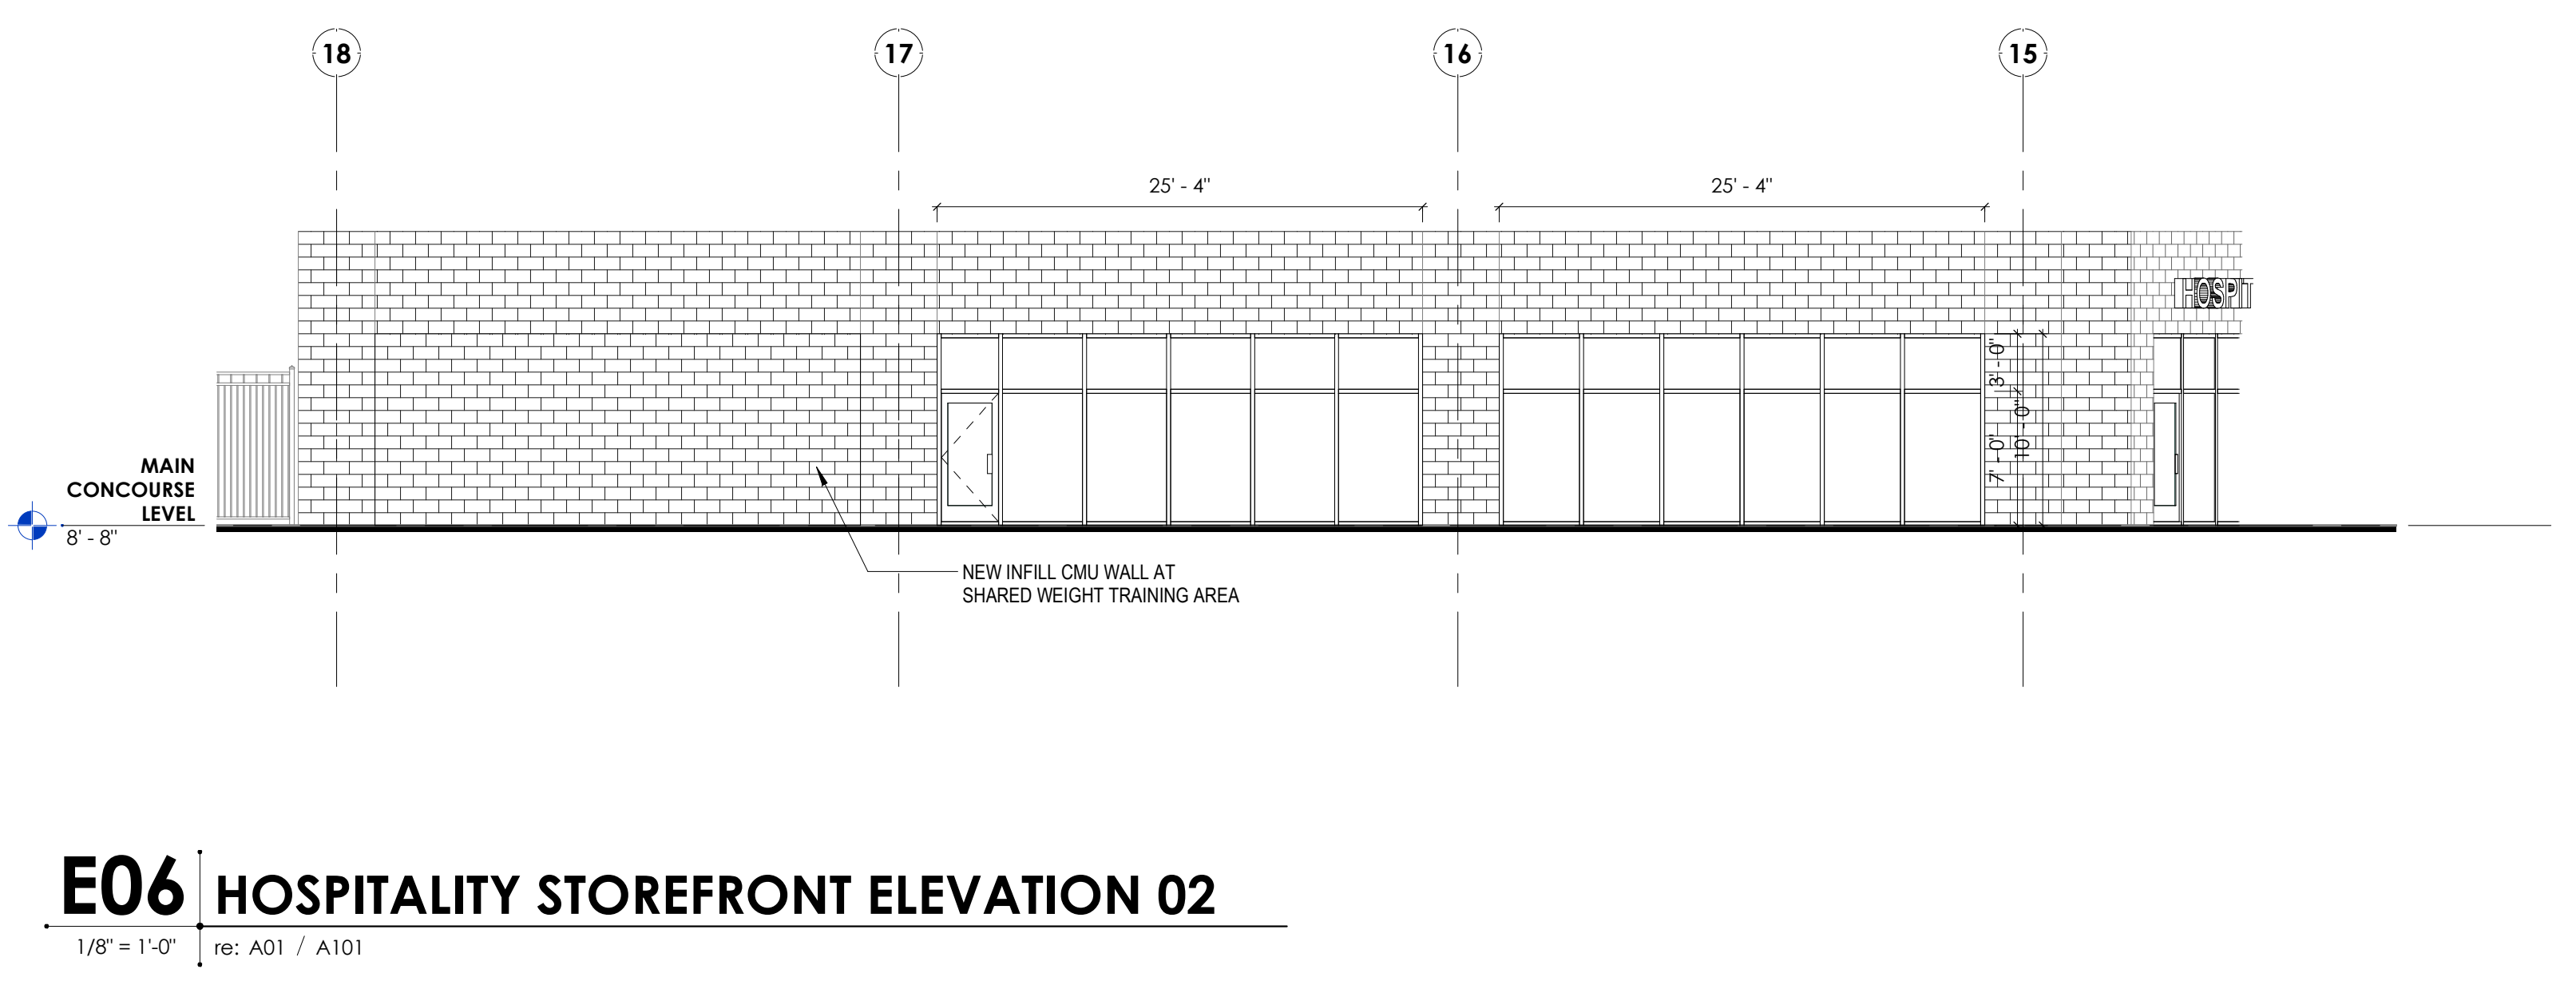 18
17
16
15
25' - 4"
25' - 4"
HOSPIT
3' - 0"
7' - 0"
10' - 0"
MAIN
CONCOURSE
LEVEL
8' - 8"
NEW INFILL CMU WALL AT
SHARED WEIGHT TRAINING AREA
E06
HOSPITALITY STOREFRONT ELEVATION 02
1/8" = 1'-0"
re: A01 / A101